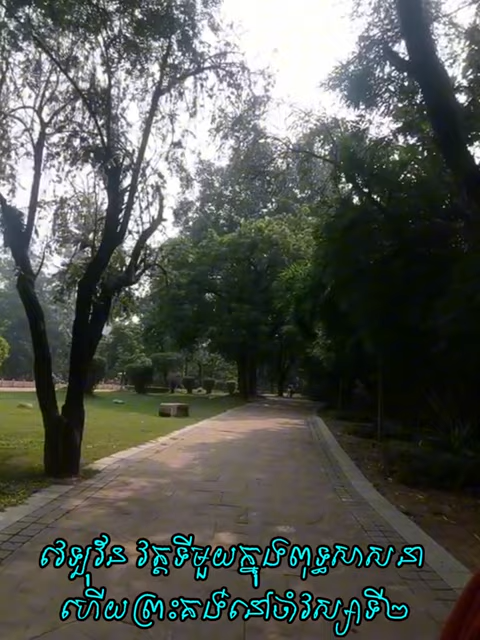 វេឡុវ័ន វត្តទីមួយក្នុងពុទ្ធសាសនា
ហើយព្រះគង់នៅចាំវស្សាទី២